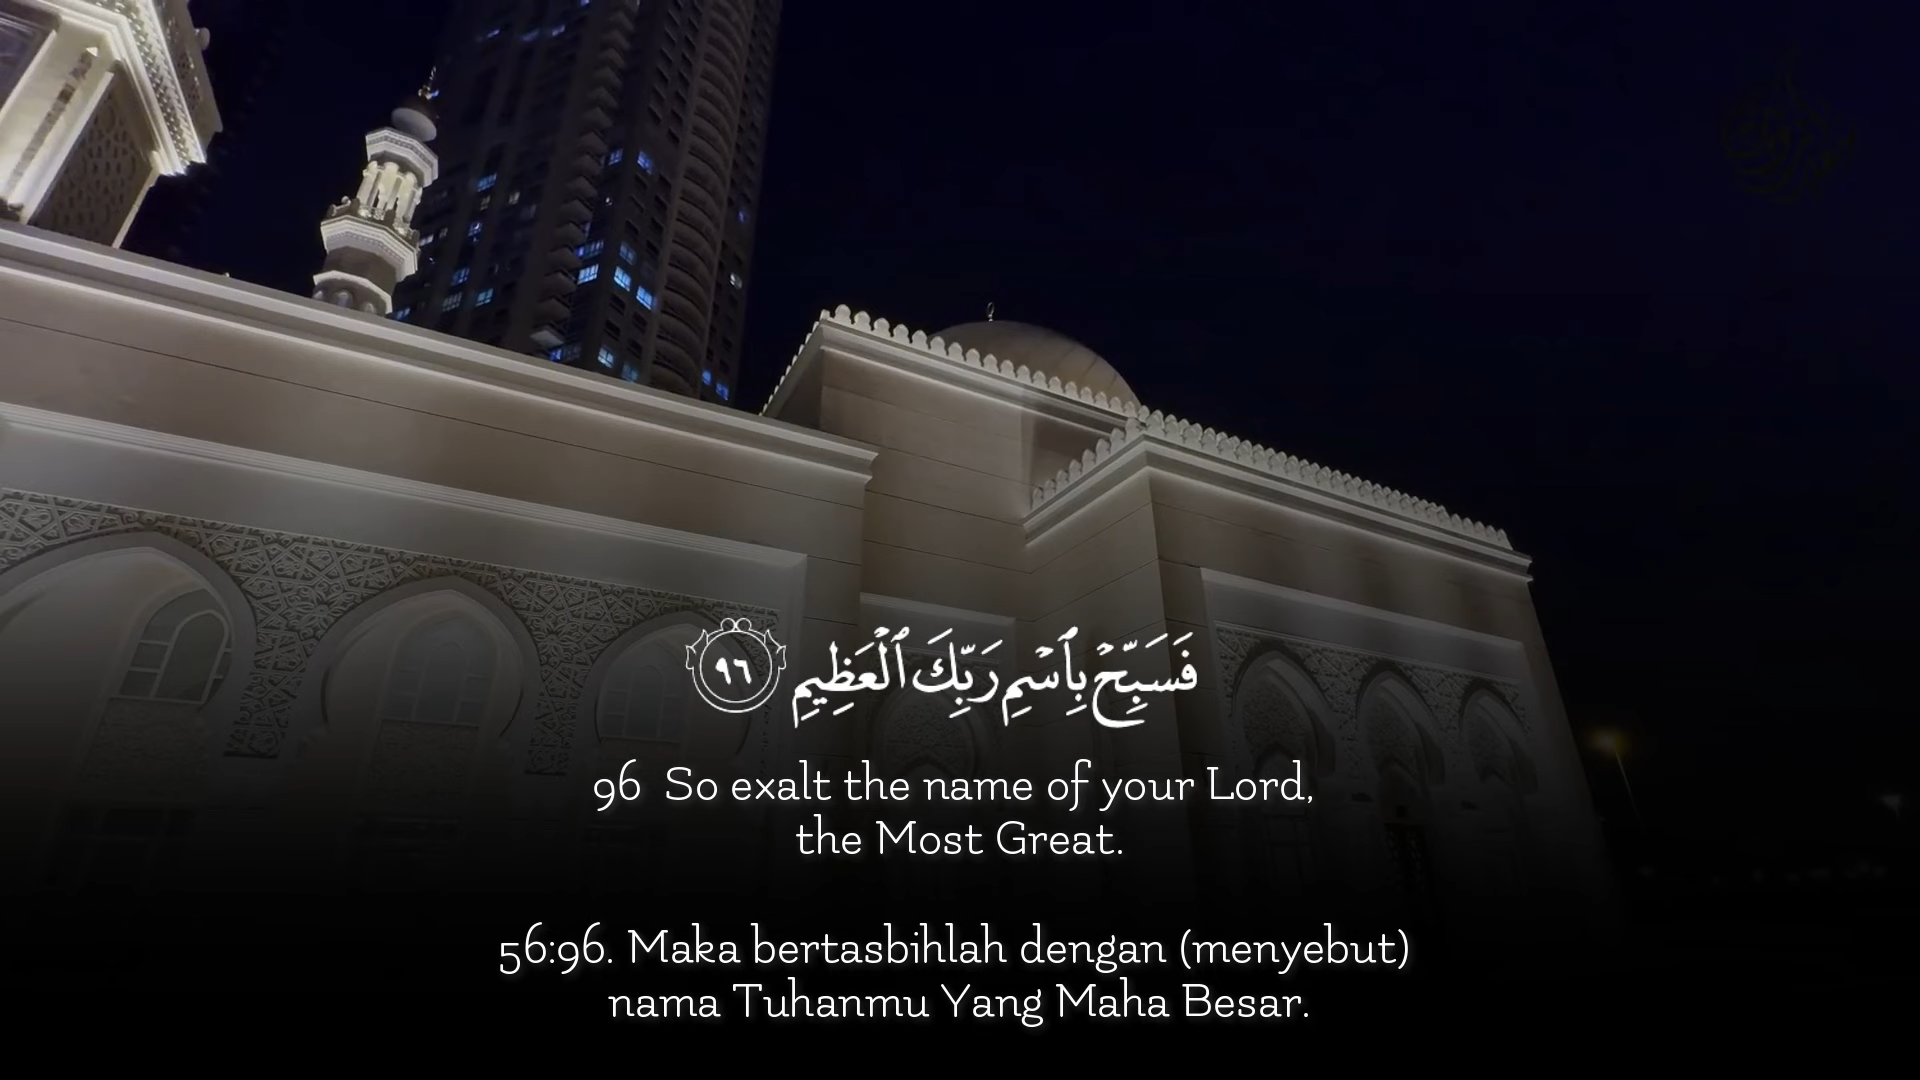 فَسَبِّحۡ بِٱسۡمِ رَبِّكَ ٱلۡعَظِيمِ ٩٦
96 So exalt the name of your Lord,
the Most Great.
56:96. Maka bertasbihlah dengan (menyebut)
nama Tuhanmu Yang Maha Besar.